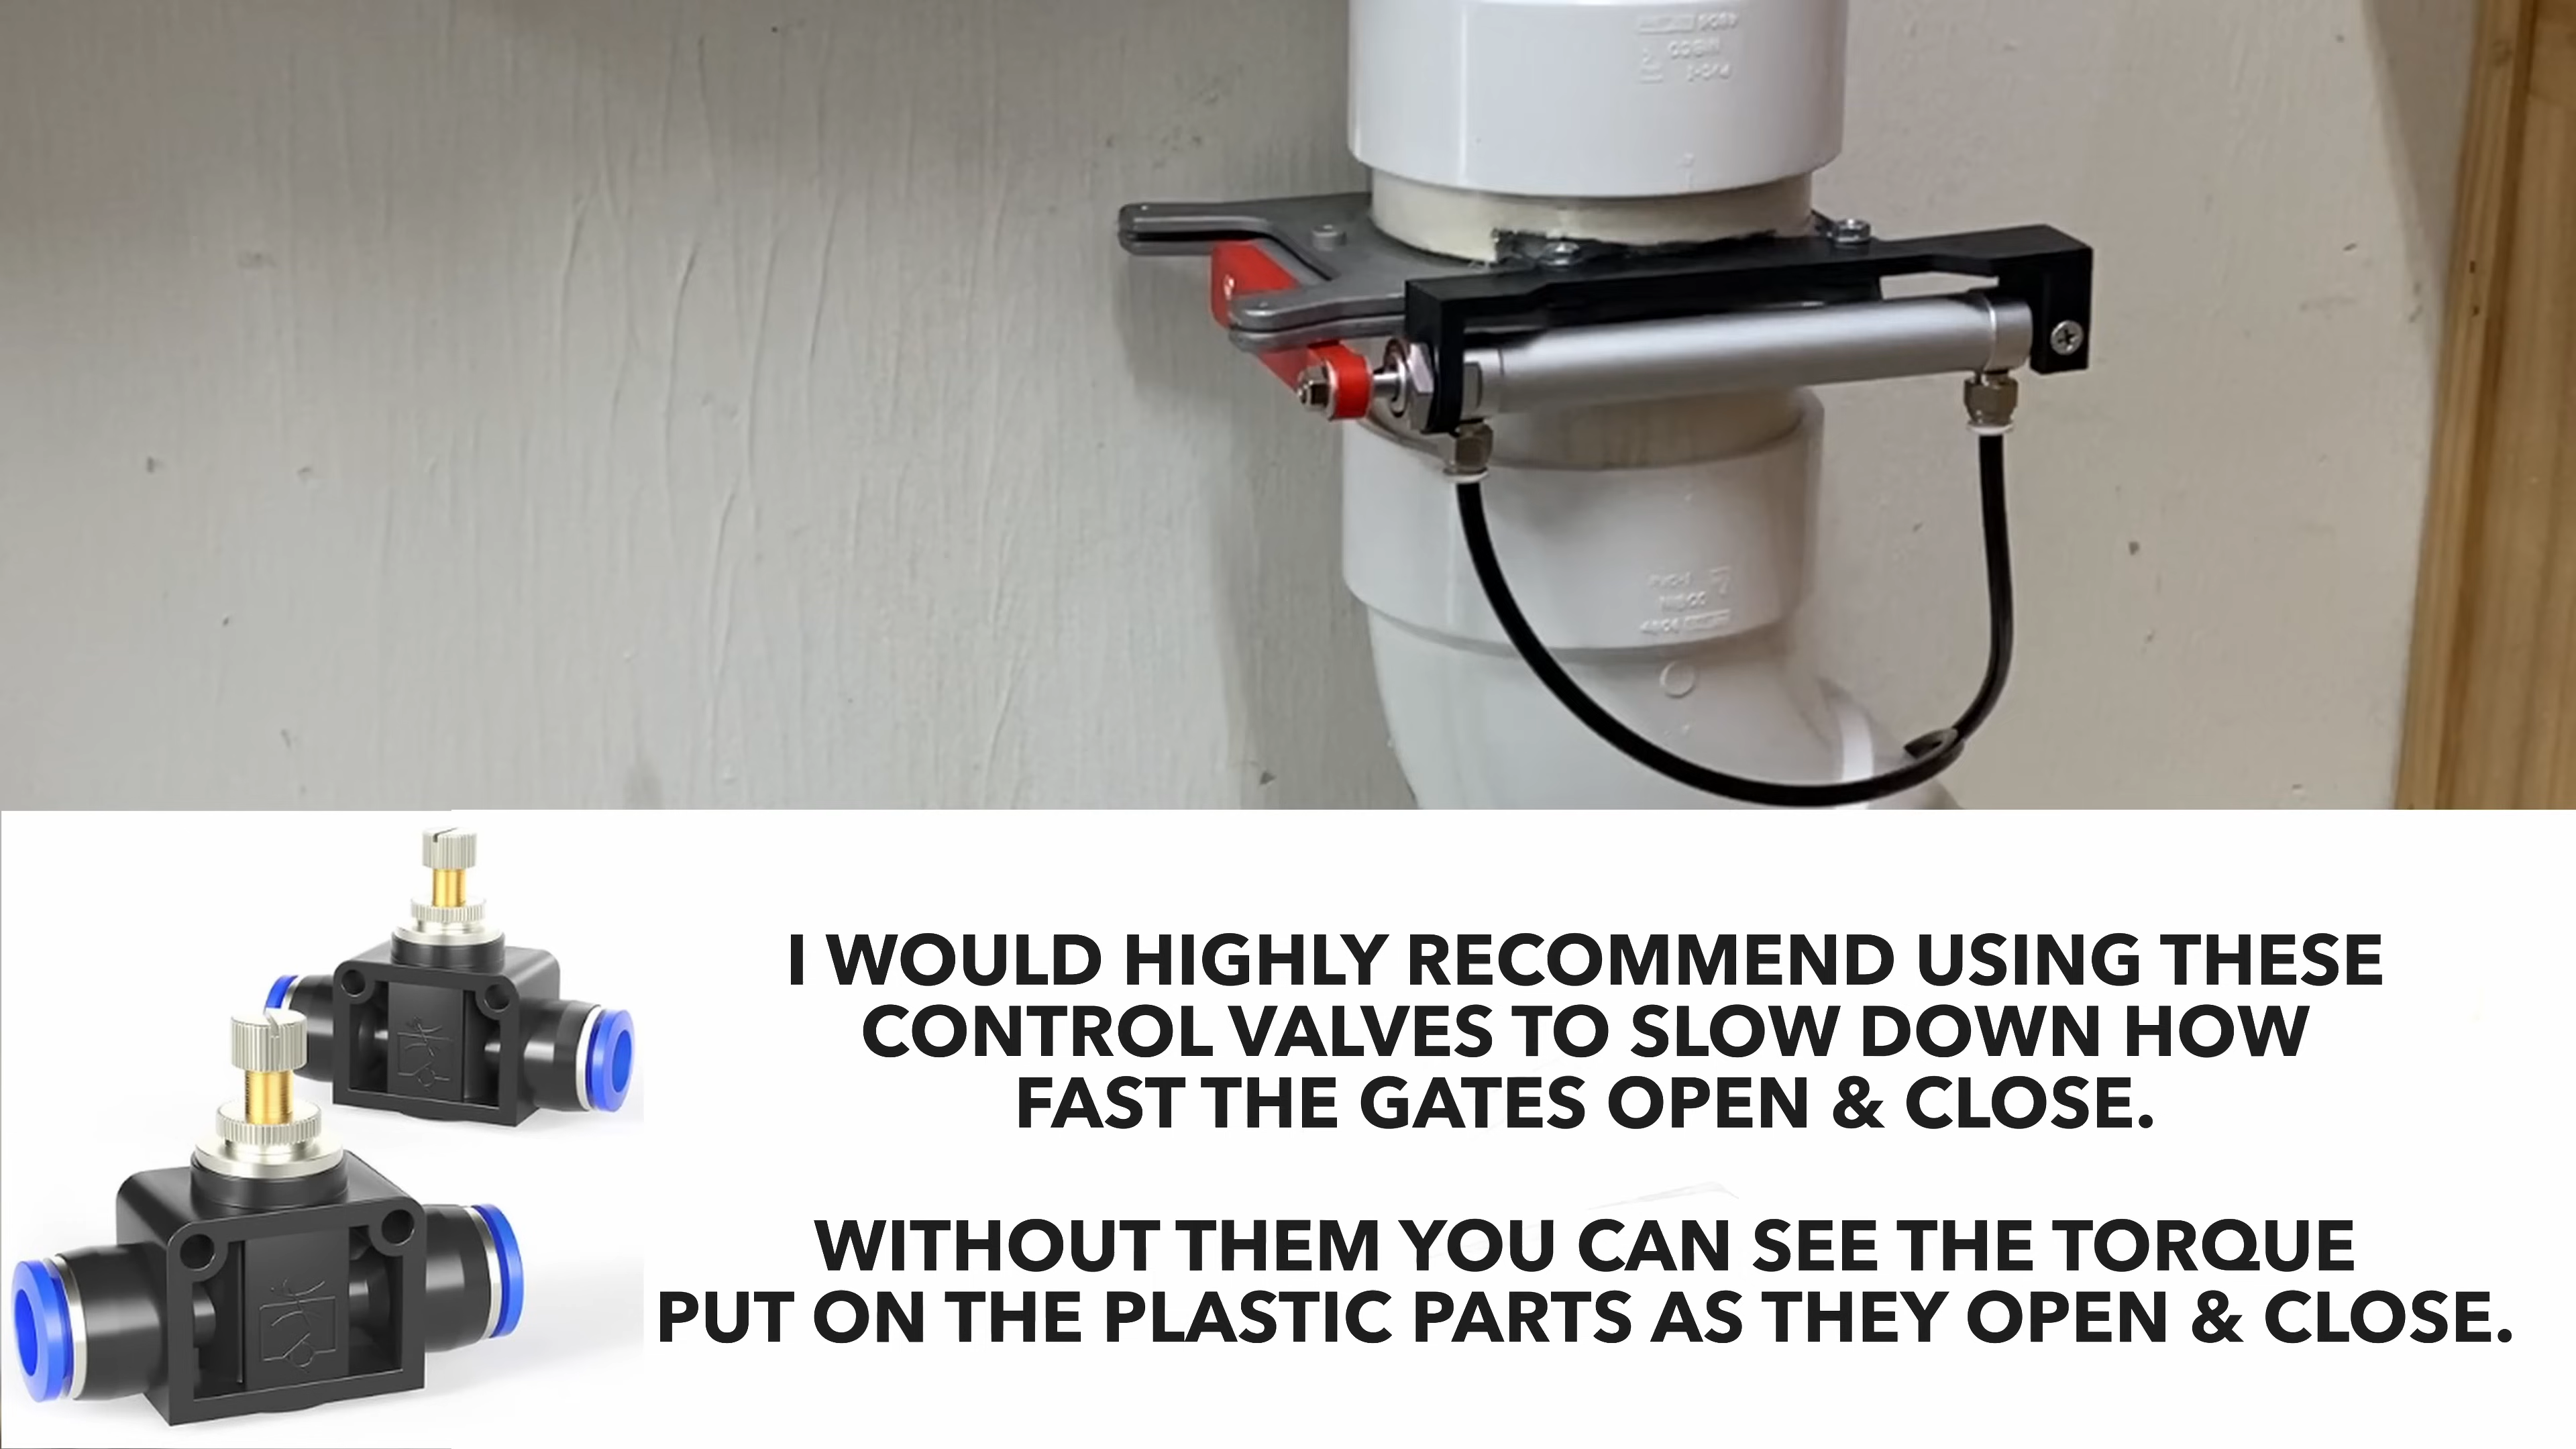 I WOULD HIGHLY RECOMMEND USING THESE
CONTROL VALVES TO SLOW DOWN HOW
FAST THE GATES OPEN & CLOSE.
WITHOUT THEM YOU CAN SEE THE TORQUE
PUT ON THE PLASTIC PARTS AS THEY OPEN & CLOSE.